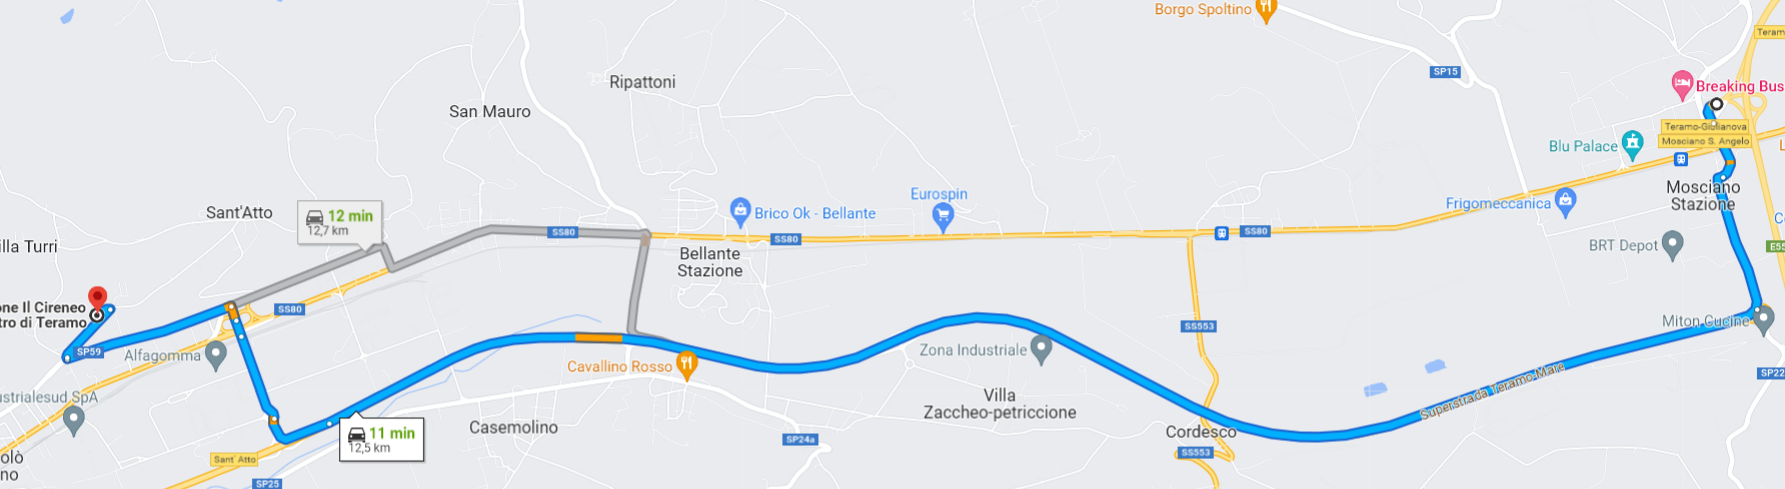 Borgo Spoltino
Teram
SP15
Ripattoni
Breaking Bus
San Mauro
Teramo-Giulianova
Mosciano S. Angelo
Blu Palace
Mosciano
Stazione
Eurospin
Frigomeccanica
Brico Ok - Bellante
Sant'Atto
12 min
12,7 km
SS80
SS80
SS80
illa Turri
BRT Depot
E55
Bellante
Stazione
one Il Cireneo
tro di Teramo
SS80
Miton Cucine
SS553
SP59
Alfagomma
Zona Industriale
Cavallino Rosso
SP22
Superstrada Teramo Mare
ustrialesud SpA
Villa
Zaccheo-petriccione
Casemolino
11 min
12,5 km
Cordesco
SP24a
SS553
olò
no
Sant' Atto
SP25